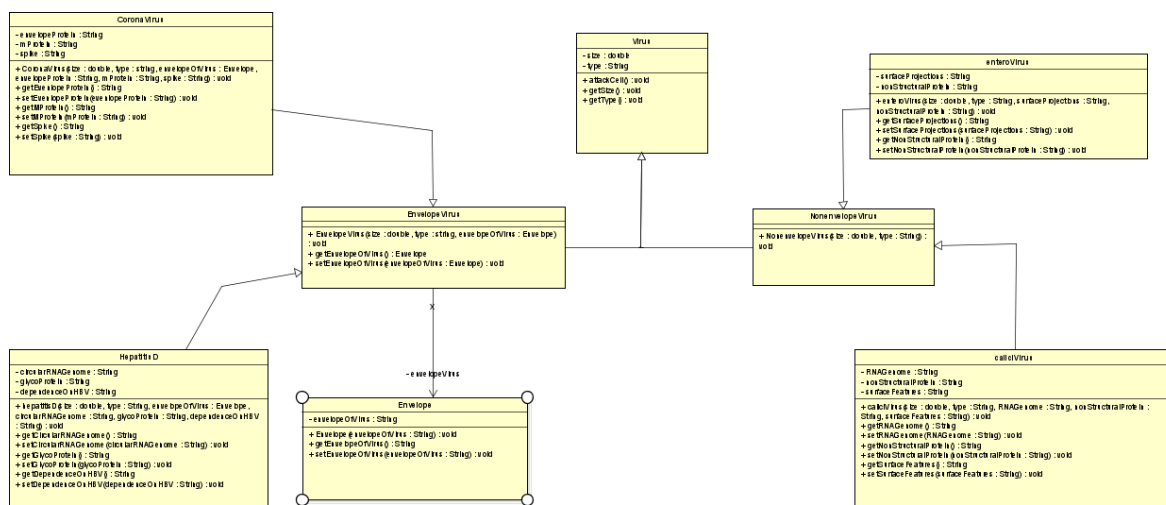 CoronaVirus
- envelopeProtein : String
- mProtein : String
- spike : String
+ CoronaVirus(size : double, type : string, envelopeOfVirus : Envelope,
envelopeProtein : String, mProtein : String, spike : String) : void
+ getEnvelopeProtein() : String
+ setEnvelopeProtein(envelopeProtein : String) : void
+ getMProtein() : String
+ setMProtein(mProtein : String) : void
+ getSpike() : String
+ setSpike(spike : String) : void
Virus
- size : double
- type : String
+ attackCell() : void
+ getSize() : void
+ getType() : void
enteroVirus
- surfaceProjections : String
- nonStructuralProtein : String
+ enteroVirus(size : double, type : String, surfaceProjections : String,
nonStructuralProtein : String) : void
+ getSurfaceProjections() : String
+ setSurfaceProjections(surfaceProjections : String) : void
+ getNonStructuralProtein() : String
+ setNonStructuralProtein(nonStructuralProtein : String) : void
EnvelopeVirus
+ EnvelopeVirus(size : double, type : string, envelopeOfVirus : Envelope)
: void
+ getEnvelopeOfVirus() : Envelope
+ setEnvelopeOfVirus(envelopeOfVirus : Envelope) : void
NonenvelopeVirus
+ NonenvelopeVirus(size : double, type : String) :
void
x
- envelopeVirus
HepatitisD
- circularRNAGenome : String
- glycoProtein : String
- dependenceOnHBV : String
+ hepatitisD(size : double, type : String, envelopeOfVirus : Envelope,
circularRNAGenome : String, glycoProtein : String, dependenceOnHBV
: String) : void
+ getCircularRNAGenome() : String
+ setCircularRNAGenome(circularRNAGenome : String) : void
+ getGlycoProtein() : String
+ setGlycoProtein(glycoProtein : String) : void
+ getDependenceOnHBV() : String
+ setDependenceOnHBV(dependenceOnHBV : String) : void
Envelope
- envelopeOfVirus : String
+ Envelope(envelopeOfVirus : String) : void
+ getEnvelopeOfVirus() : String
+ setEnvelopeOfVirus(envelopeOfVirus : String) : void
caliciVirus
- RNAGenome : String
- nonStructuralProtein : String
- surfaceFeatures : String
+ caliciVirus(size : double, type : String, RNAGenome : String, nonStructuralProtein :
String, surfaceFeatures : String) : void
+ getRNAGenome() : String
+ setRNAGenome(RNAGenome : String) : void
+ getNonStructuralProtein() : String
+ setNonStructuralProtein(nonStructuralProtein : String) : void
+ getSurfaceFeatures() : String
+ setSurfaceFeatures(surfaceFeatures : String) : void